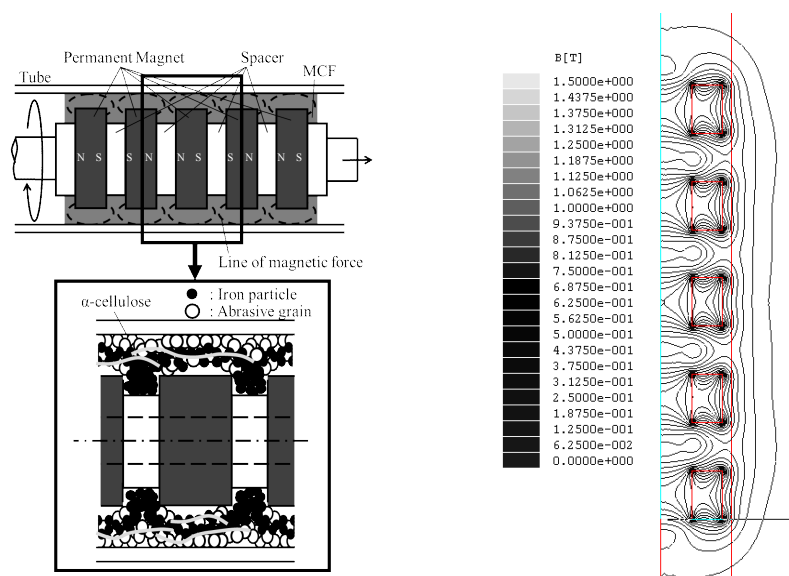 Permanent Magnet
Spacer
Tube
MCF
N S S N N S S N N S
Line of magnetic force
α-cellulose
: Iron particle
: Abrasive grain
B[T]
1.5000e+000
1.4375e+000
1.3750e+000
1.3125e+000
1.2500e+000
1.1875e+000
1.1250e+000
1.0625e+000
1.0000e+000
9.3750e-001
8.7500e-001
8.1250e-001
7.5000e-001
6.8750e-001
6.2500e-001
5.6250e-001
5.0000e-001
4.3750e-001
3.7500e-001
3.1250e-001
2.5000e-001
1.8750e-001
1.2500e-001
6.2500e-002
0.0000e+000